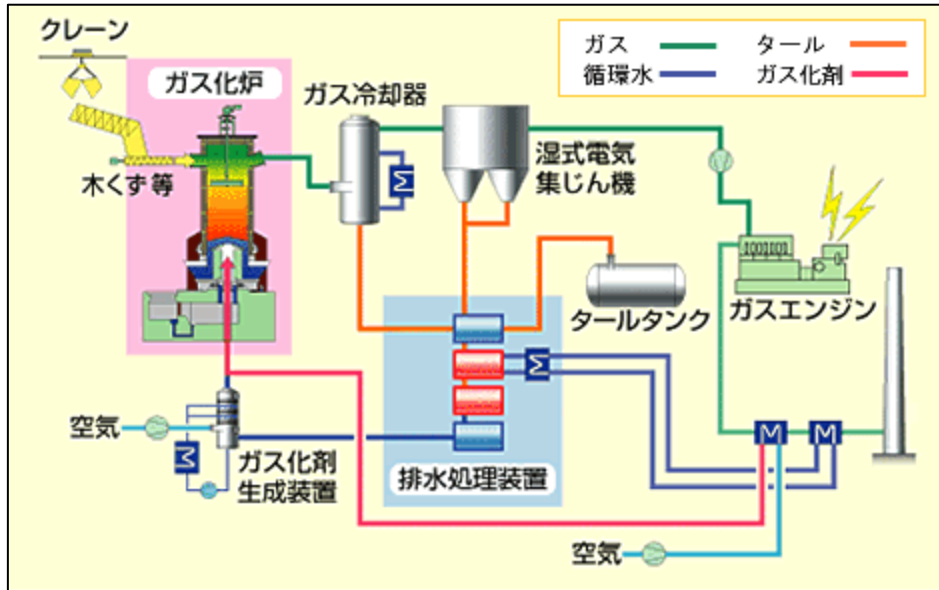 クレーン
ガス化炉
ガス冷却器
ガス
タール
循環水
ガス化剤
木くず等
湿式電気
集じん機
タールタンク
ガスエンジン
空気
ガス化剤
生成装置
排水処理装置
空気